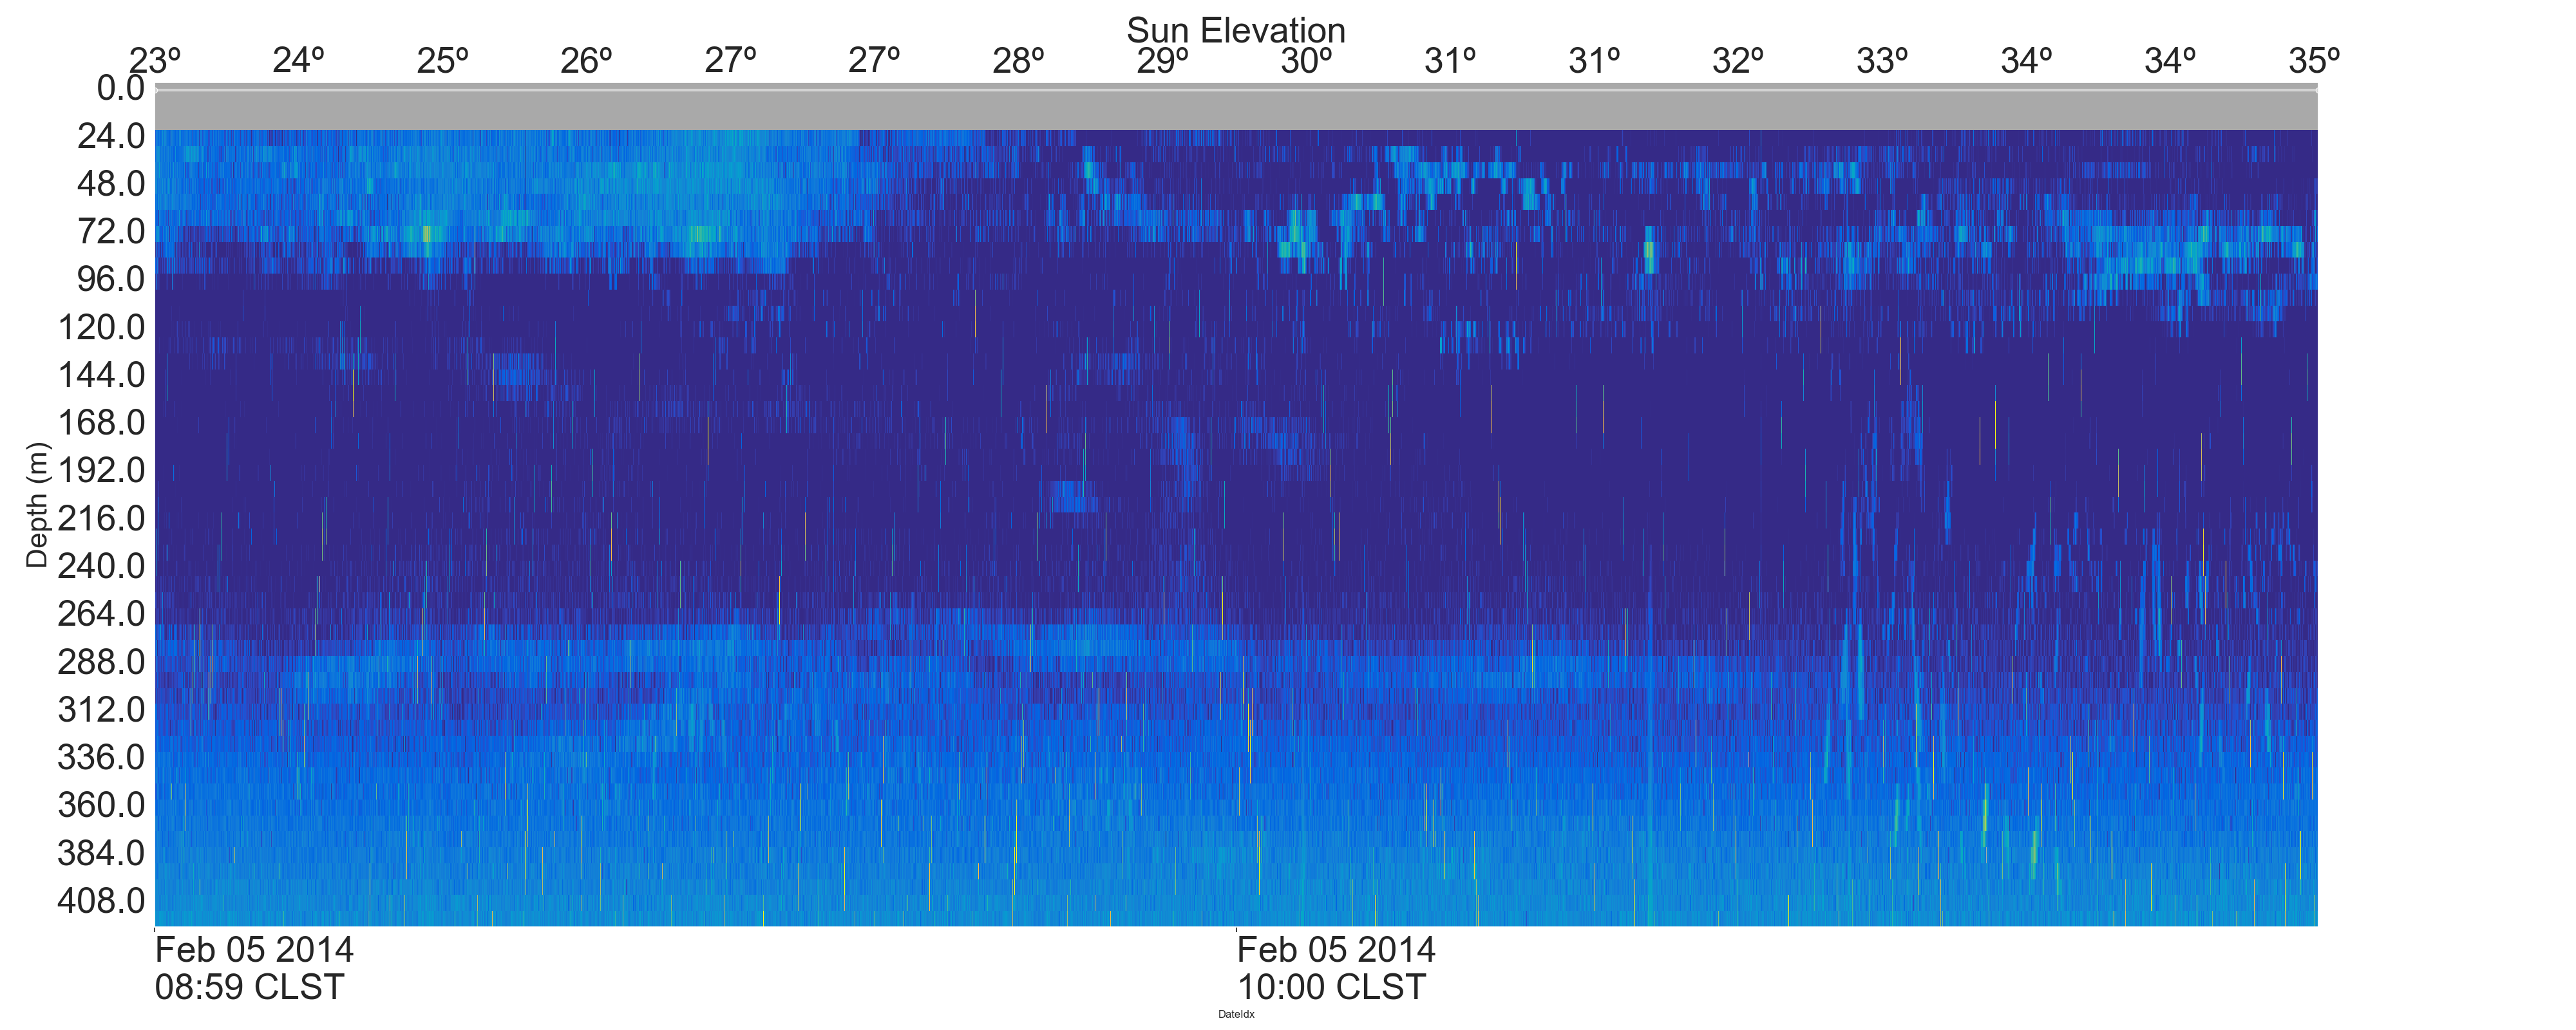 Sun Elevation
23º 24º 25º 26º 27º 27º 28º 29º 30º 31º 31º 32º 33º 34º 34º 35º
0.0
24.0
48.0
72.0
96.0
120.0
144.0
168.0
192.0
216.0
240.0
264.0
288.0
312.0
336.0
360.0
384.0
408.0
Depth (m)
Feb 05 2014
08:59 CLST
Feb 05 2014
10:00 CLST
DateIdx